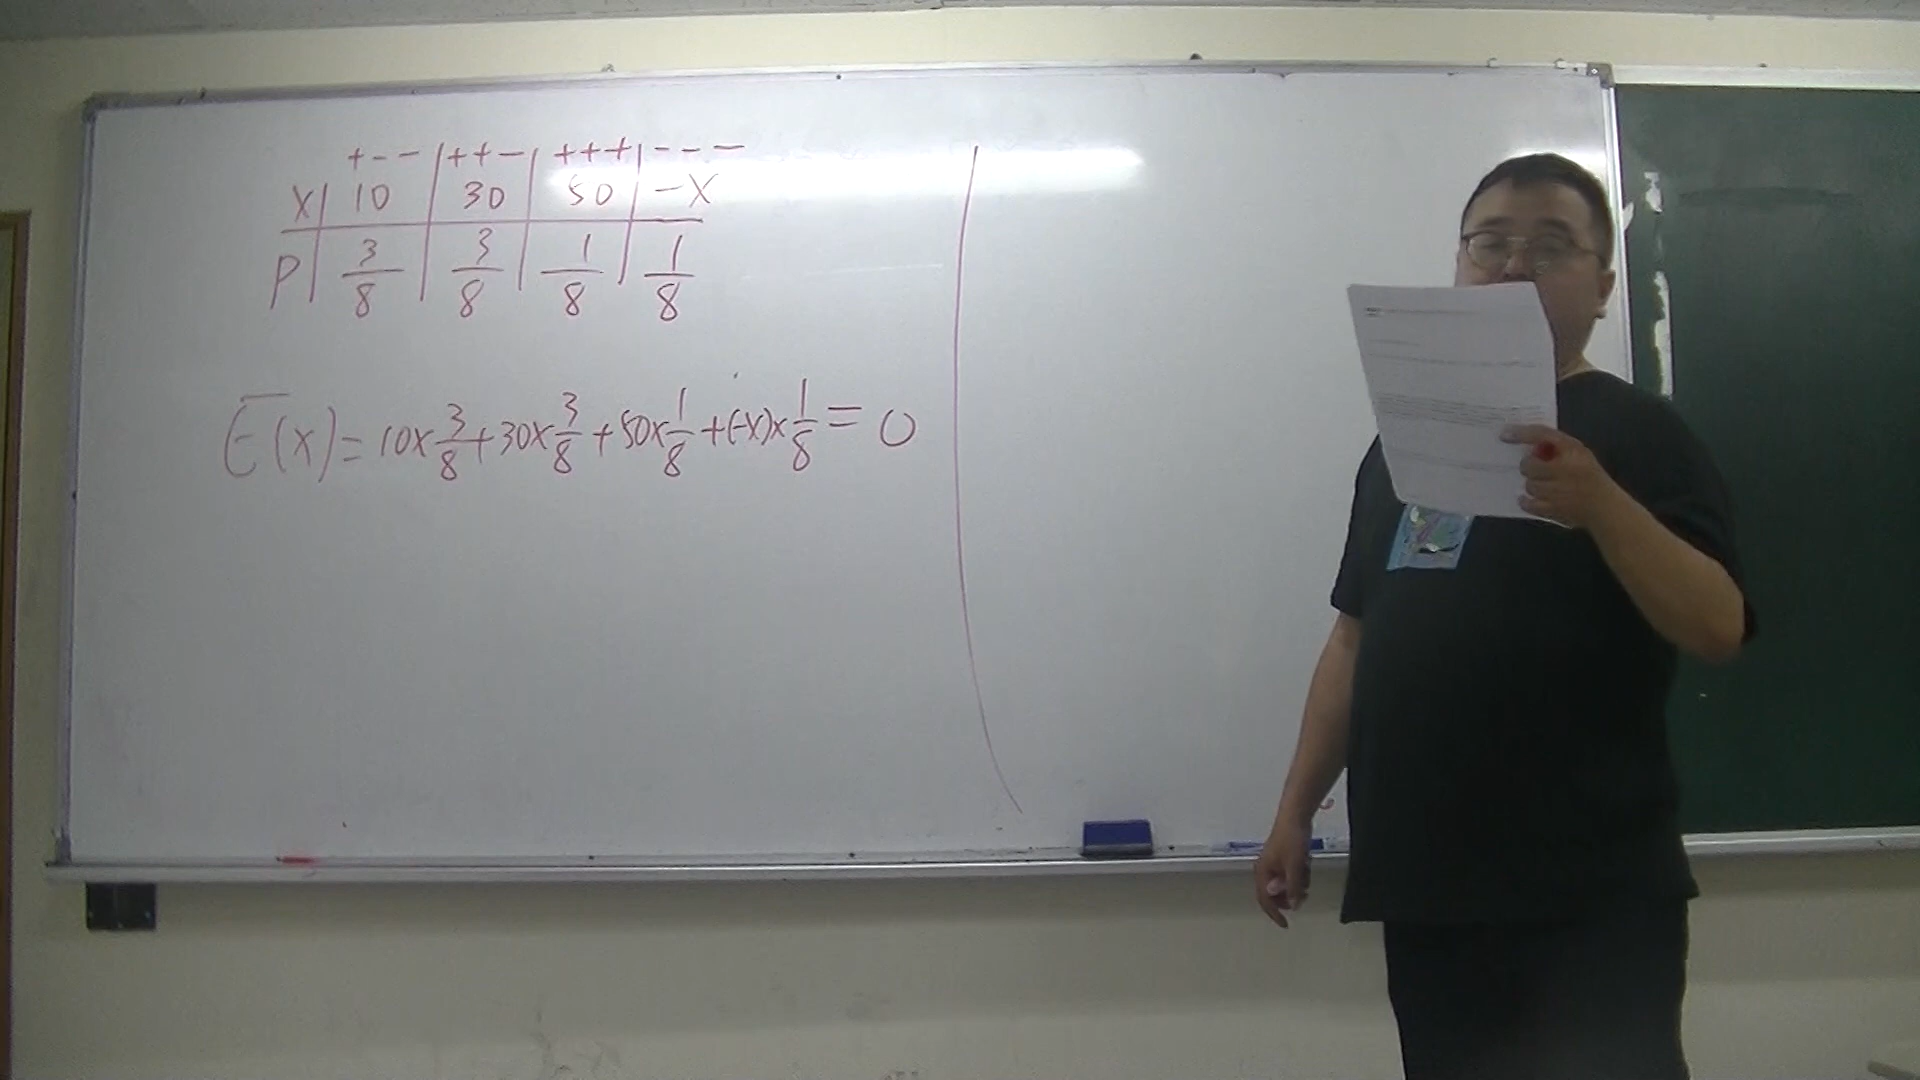 + - - | + + - | + + + | - - -
X | 10 | 30 | 50 | -X
P | 3/8 | 3/8 | 1/8 | 1/8
E(X) = 10 × 3/8 + 30 × 3/8 + 50 × 1/8 + (-X) × 1/8 = 0